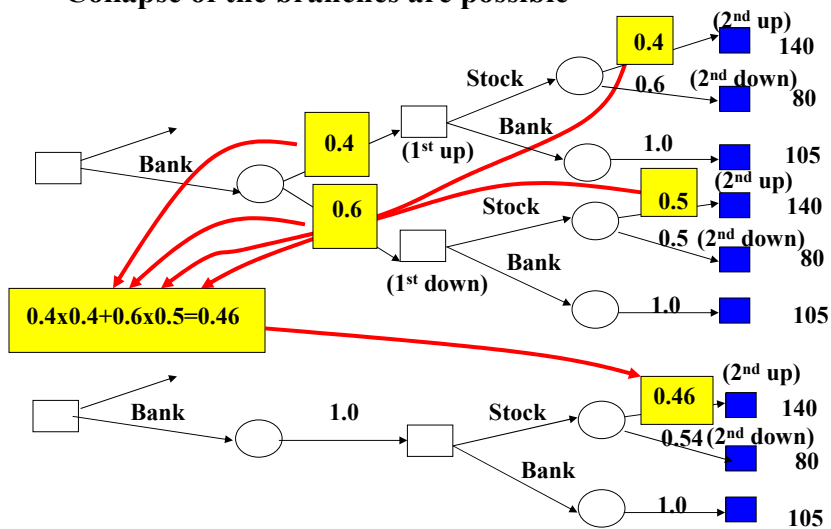 Collapse of the branches are possible
(2nd up)
0.4
140
Stock
(2nd down)
0.6
80
0.4
Bank
1.0
Bank
(1st up)
105
(2nd up)
0.6
0.5
Stock
140
0.5 (2nd down)
80
(1st down)
Bank
1.0
105
0.4x0.4+0.6x0.5=0.46
(2nd up)
0.46
Bank
1.0
Stock
140
0.54 (2nd down)
80
Bank
1.0
105